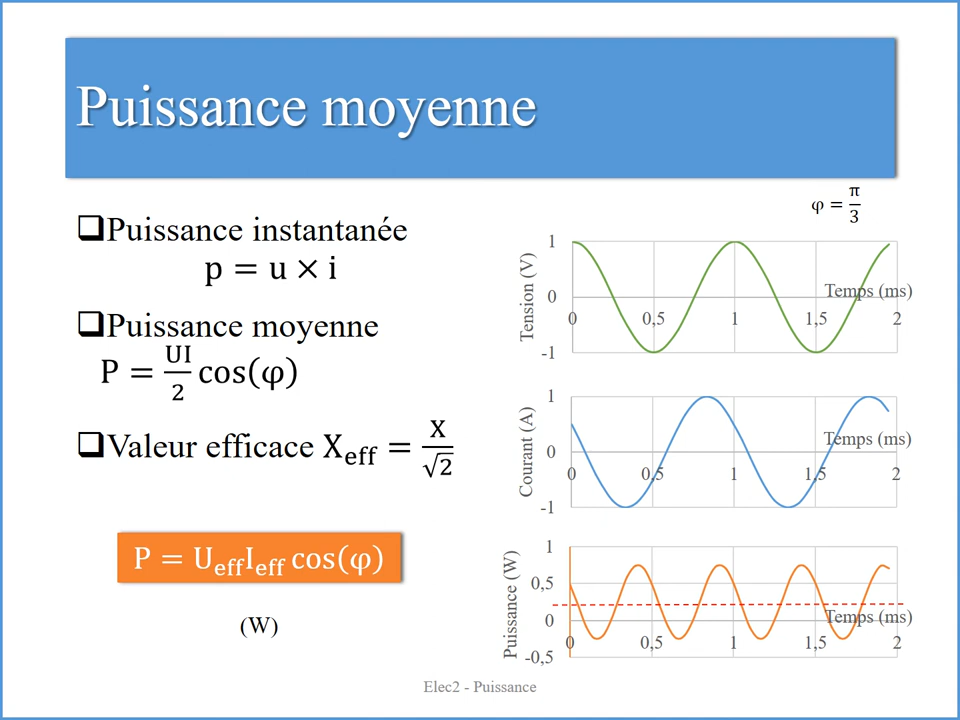 Puissance moyenne
φ = π/3
❑Puissance instantanée
p = u × i
❑Puissance moyenne
P = UI/2 cos(φ)
❑Valeur efficace X_eff = X/√2
P = U_eff I_eff cos(φ)
(W)
Tension (V)
1
0
-1
0
0,5
1
1,5
2
Temps (ms)
Courant (A)
1
0
-1
0
0,5
1
1,5
2
Temps (ms)
Puissance (W)
1
0,5
0
-0,5
0
0,5
1
1,5
2
Temps (ms)
Elec2 - Puissance